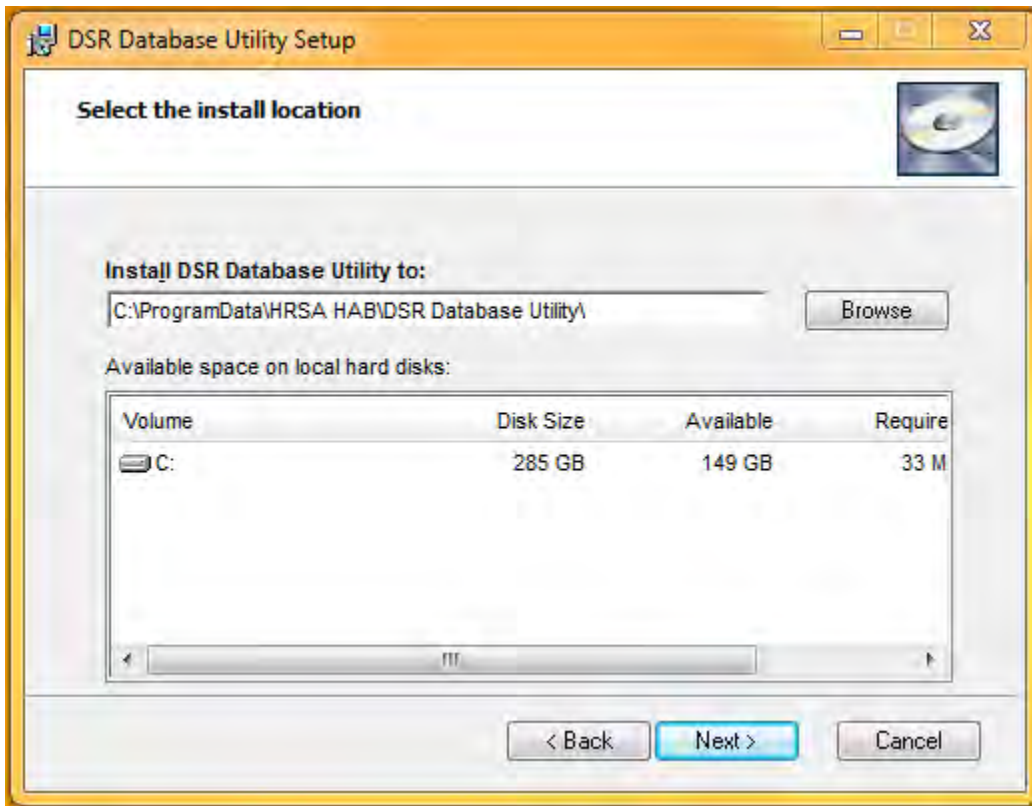 DSR Database Utility Setup
Select the install location
Install DSR Database Utility to:
C:\ProgramData\HRSA HAB\DSR Database Utility\
Browse
Available space on local hard disks:
Volume Disk Size Available Require
C: 285 GB 149 GB 33 M
< Back Next > Cancel